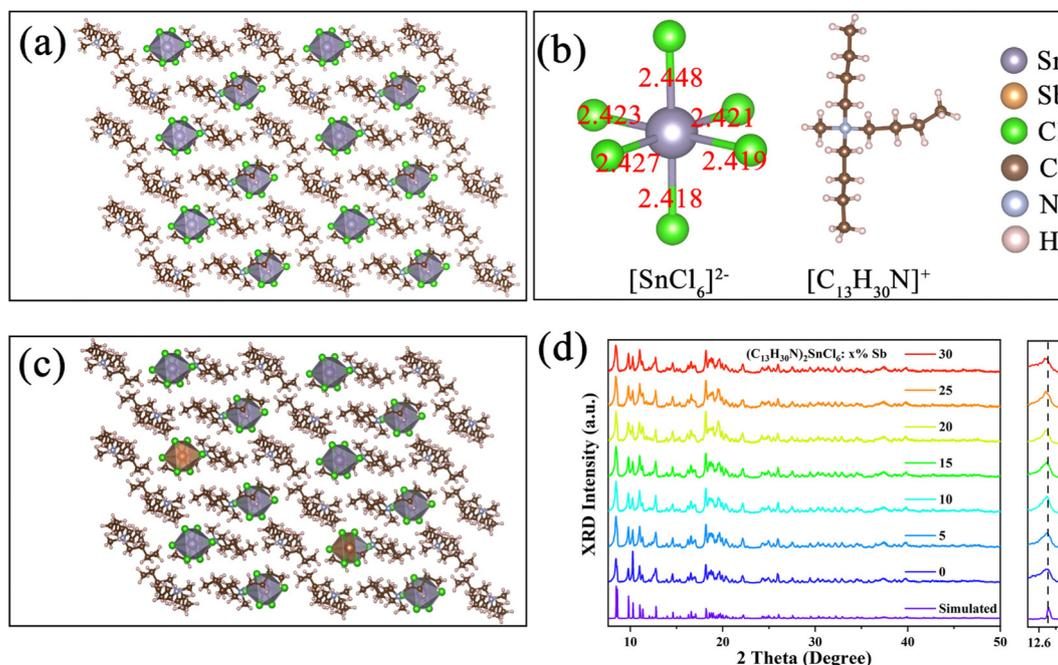 (a)
(b)
2.448
2.423
2.421
2.427
2.419
2.418
[SnCl₆]²⁻
[C₁₃H₃₀N]⁺
N
H
(c)
(d)
(C₁₃H₃₀N)₂SnCl₆: x% Sb
30
25
20
15
10
5
0
Simulated
XRD Intensity (a.u.)
10 20 30 40 50
2 Theta (Degree)
12.6